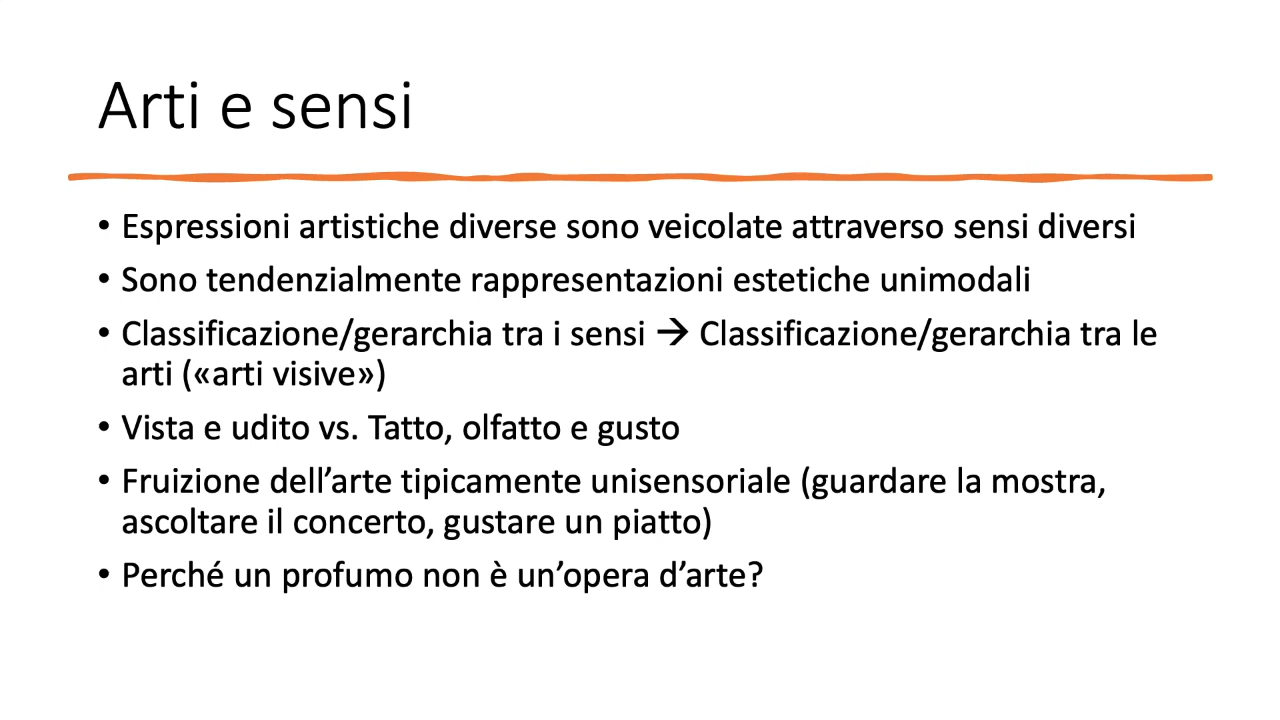 Arti e sensi
• Espressioni artistiche diverse sono veicolate attraverso sensi diversi
• Sono tendenzialmente rappresentazioni estetiche unimodali
• Classificazione/gerarchia tra i sensi → Classificazione/gerarchia tra le
arti («arti visive»)
• Vista e udito vs. Tatto, olfatto e gusto
• Fruizione dell’arte tipicamente unisensoriale (guardare la mostra,
ascoltare il concerto, gustare un piatto)
• Perché un profumo non è un’opera d’arte?